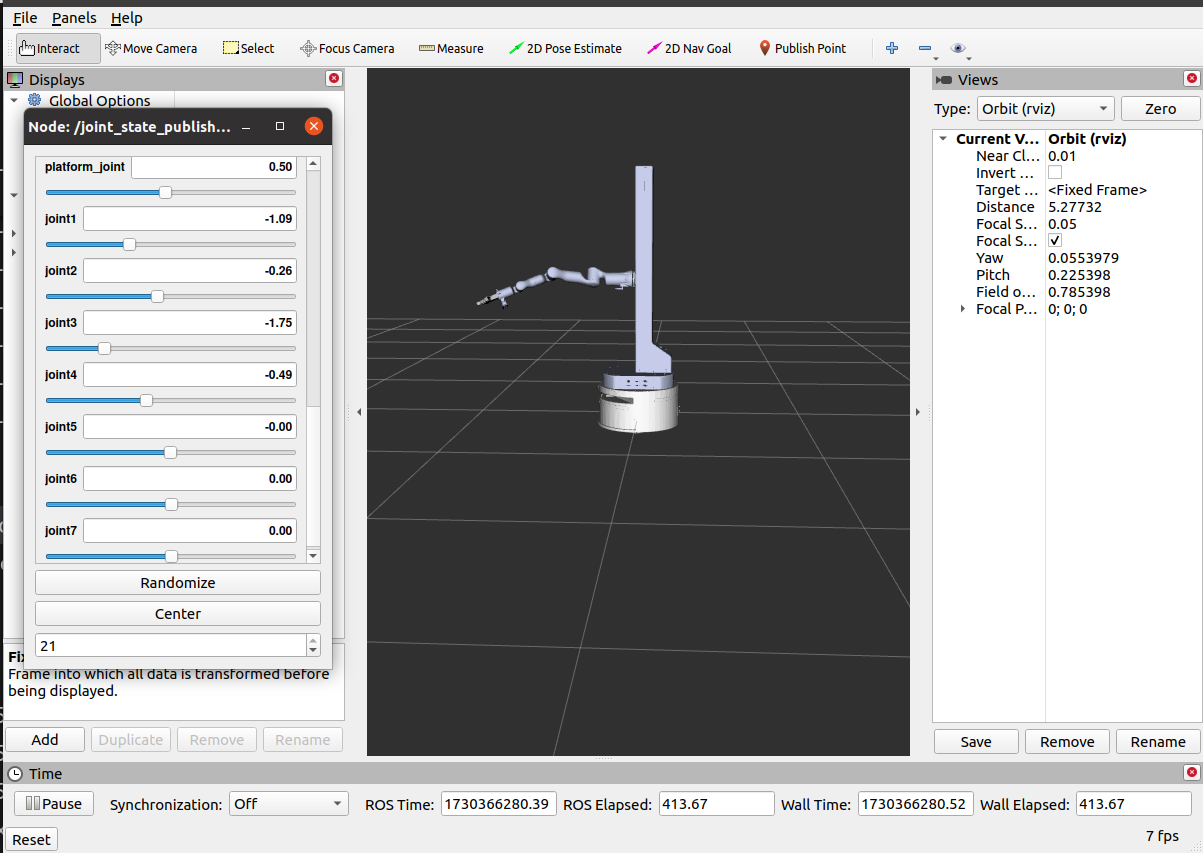 File Panels Help
Interact Move Camera Select Focus Camera Measure 2D Pose Estimate 2D Nav Goal Publish Point
Displays
Global Options
Node: /joint_state_publish...
platform_joint 0.50
joint1 -1.09
joint2 -0.26
joint3 -1.75
joint4 -0.49
joint5 -0.00
joint6 0.00
joint7 0.00
Randomize
Center
21
Fix
Frame into which all data is transformed before
being displayed.
Add Duplicate Remove Rename
Views
Type: Orbit (rviz) Zero
Current V... Orbit (rviz)
Near Cl... 0.01
Invert ...
Target ... <Fixed Frame>
Distance 5.27732
Focal S... 0.05
Focal S...
Yaw 0.0553979
Pitch 0.225398
Field o... 0.785398
Focal P... 0; 0; 0
Save Remove Rename
Time
Pause Synchronization: Off ROS Time: 1730366280.39 ROS Elapsed: 413.67 Wall Time: 1730366280.52 Wall Elapsed: 413.67
Reset 7 fps